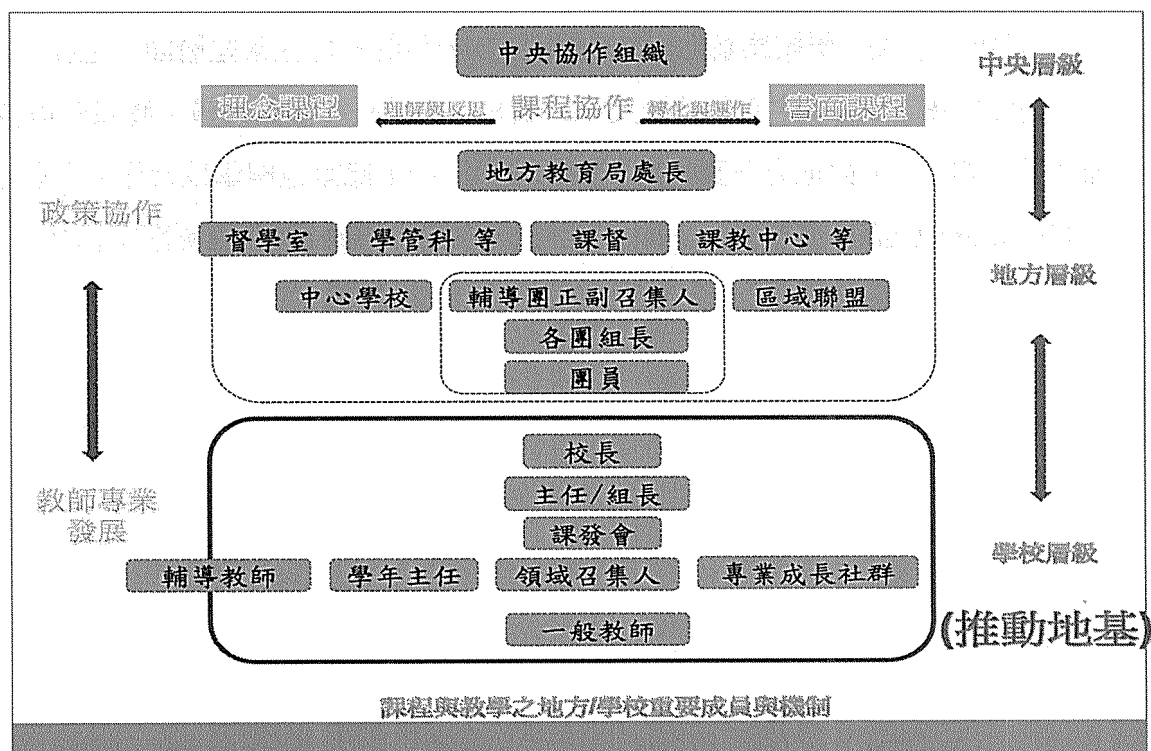 中央協作組織
中央層級
理念課程
理解與反思
課程協作
轉化與運作
書面課程
地方教育局處長
政策協作
督學室
學管科 等
課督
課教中心 等
地方層級
中心學校
輔導團正副召集人
區域聯盟
各團組長
團員
校長
主任/組長
教師專業
發展
課發會
學校層級
輔導教師
學年主任
領域召集人
專業成長社群
(推動地基)
一般教師
課程與教學之地方/學校重要成員與機制